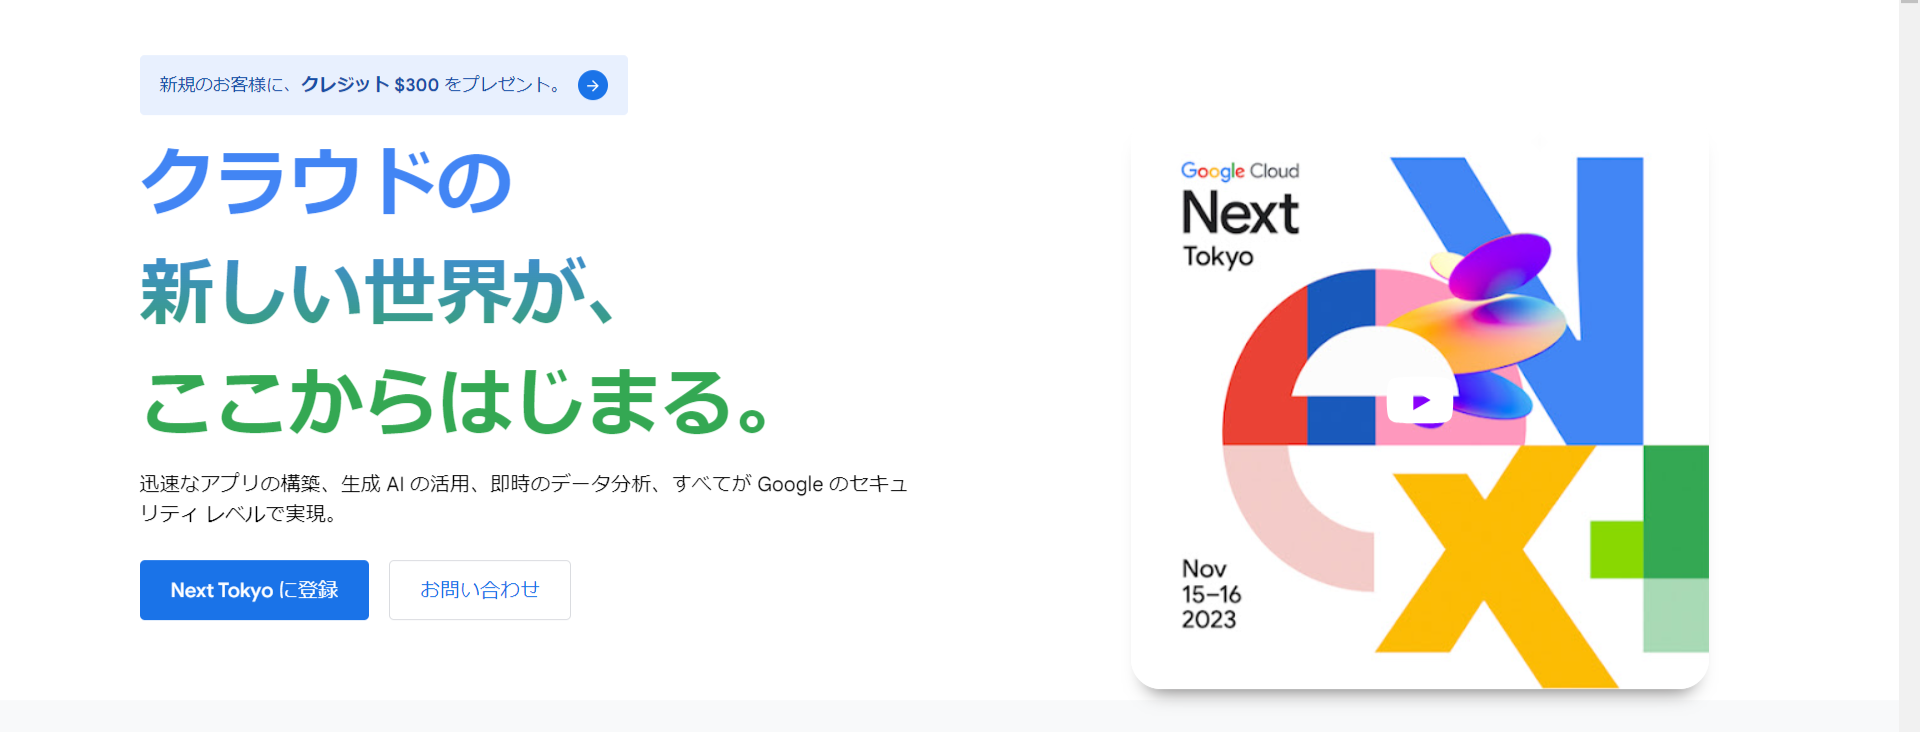 新規のお客様に、クレジット $300 をプレゼント。
クラウドの
新しい世界が、
ここからはじまる。
迅速なアプリの構築、生成 AI の活用、即時のデータ分析、すべてが Google のセキュ
リティ レベルで実現。
Next Tokyo に登録
お問い合わせ
Google Cloud
Next
Tokyo
Nov
15–16
2023